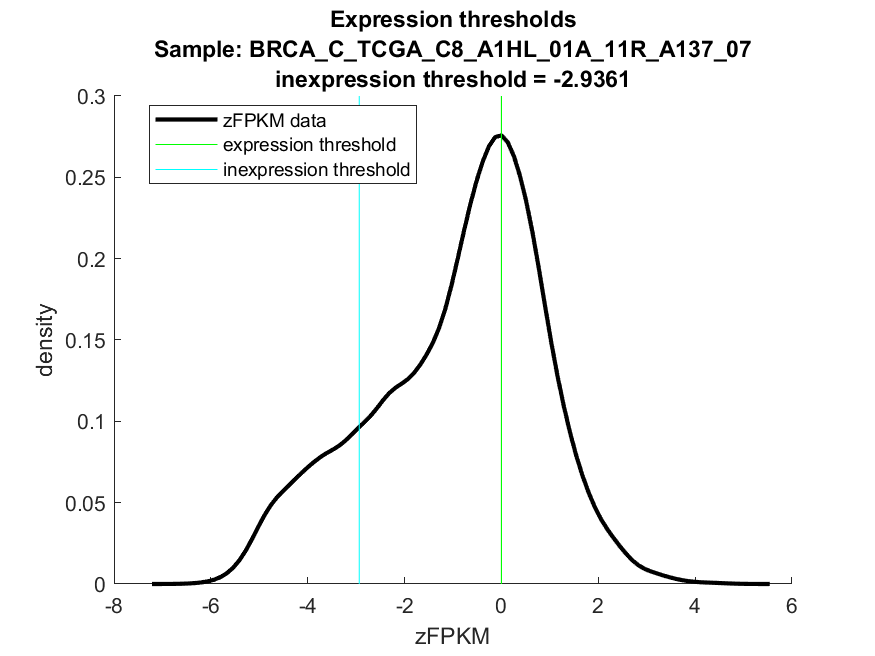 Expression thresholds
Sample: BRCA_C_TCGA_C8_A1HL_01A_11R_A137_07
inexpression threshold = -2.9361
0.3
0.25
0.2
0.15
0.1
0.05
0
density
zFPKM data
expression threshold
inexpression threshold
-8 -6 -4 -2 0 2 4 6
zFPKM